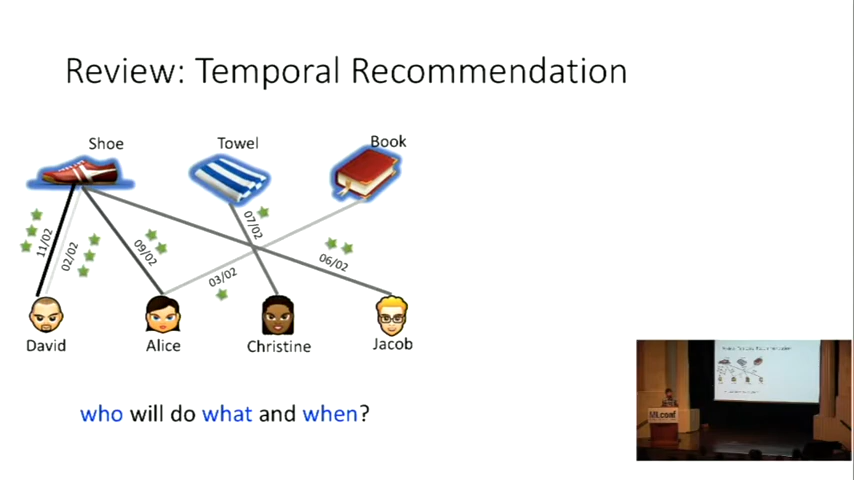 Review: Temporal Recommendation
Shoe
Towel
Book
11/02
02/02
09/02
07/02
03/02
06/02
David
Alice
Christine
Jacob
who will do what and when?
MLconf